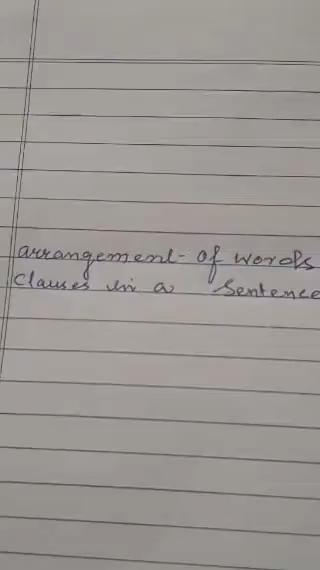 arrangement- of words
clauses in a sentence